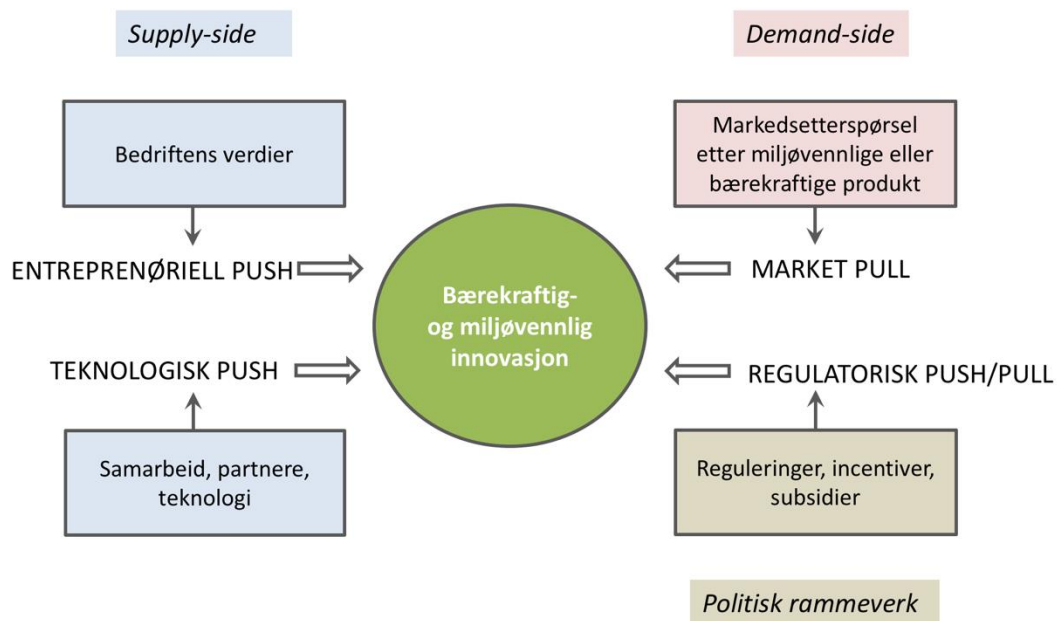 Supply-side
Demand-side
Bedriftens verdier
Markedsetterspørsel
etter miljøvennlige eller
bærekraftige produkt
ENTREPRENØRIELL PUSH
MARKET PULL
Bærekraftig-
og miljøvennlig
innovasjon
TEKNOLOGISK PUSH
REGULATORISK PUSH/PULL
Samarbeid, partnere,
teknologi
Reguleringer, incentiver,
subsidier
Politisk rammeverk